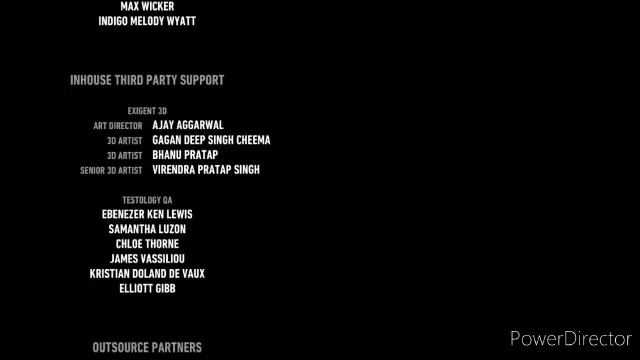 MAX WICKER
INDIGO MELODY WYATT
INHOUSE THIRD PARTY SUPPORT
EXIGENT 3D
ART DIRECTOR AJAY AGGARWAL
3D ARTIST GAGAN DEEP SINGH CHEEMA
3D ARTIST BHANU PRATAP
SENIOR 3D ARTIST VIRENDRA PRATAP SINGH
TESTOLOGY QA
EBENEZER KEN LEWIS
SAMANTHA LUZON
CHLOE THORNE
JAMES VASSILIOU
KRISTIAN DOLAND DE VAUX
ELLIOTT GIBB
OUTSOURCE PARTNERS
PowerDirector